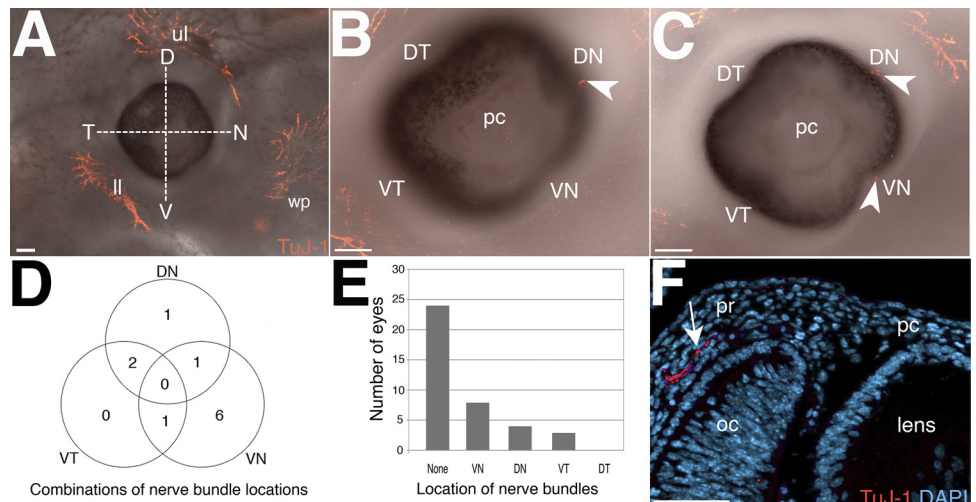 A
ul
D
T
N
ll
V
wp
TuJ-1
B
DT
DN
pc
VT
VN
C
DT
DN
pc
VT
VN
D
DN
1
2
1
0
0
1
6
VT
VN
Combinations of nerve bundle locations
E
Number of eyes
30
25
20
15
10
5
0
None VN DN VT DT
Location of nerve bundles
F
pr
pc
oc
lens
TuJ-1 DAPI